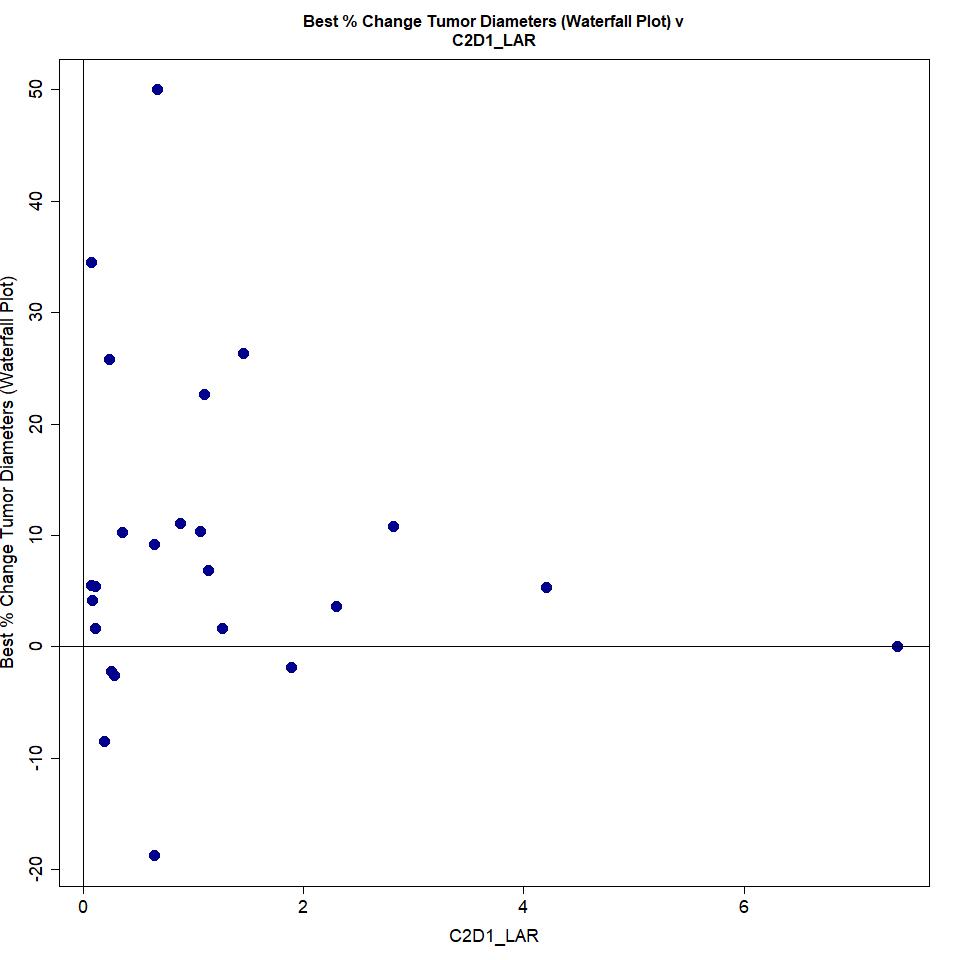 Best % Change Tumor Diameters (Waterfall Plot) v
C2D1_LAR
Best % Change Tumor Diameters (Waterfall Plot)
50
40
30
20
10
0
-10
-20
0 2 4 6
C2D1_LAR